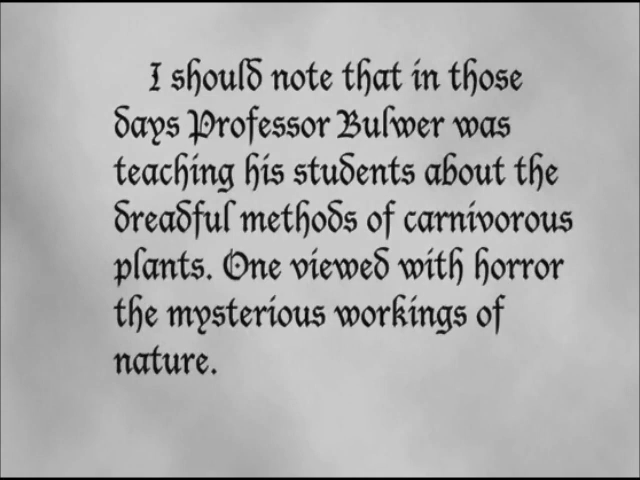 I should note that in those
days Professor Bulwer was
teaching his students about the
dreadful methods of carnivorous
plants. One viewed with horror
the mysterious workings of
nature.